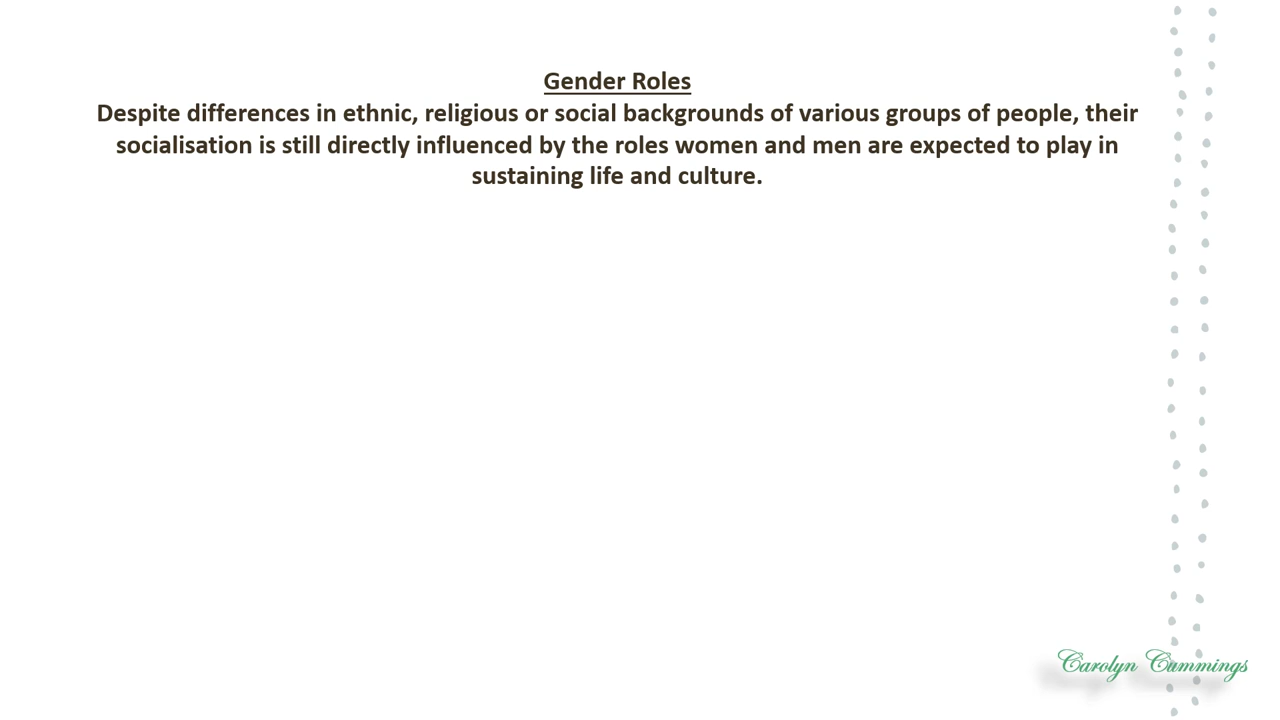 Gender Roles
Despite differences in ethnic, religious or social backgrounds of various groups of people, their
socialisation is still directly influenced by the roles women and men are expected to play in
sustaining life and culture.
Carolyn Cummings